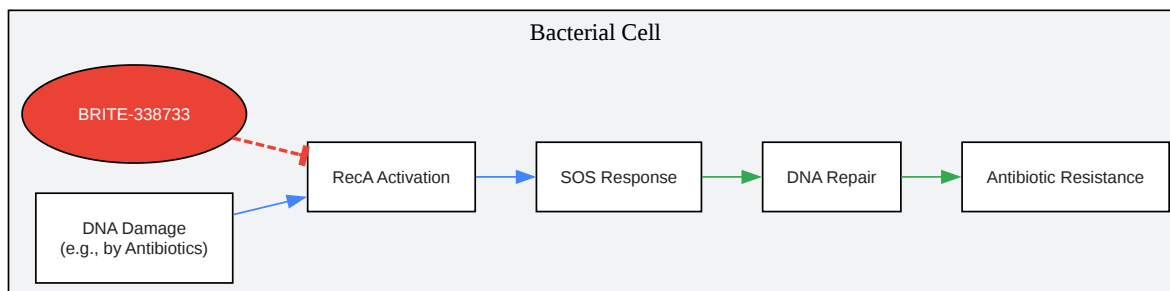 Bacterial Cell
BRITE-338733
RecA Activation
SOS Response
DNA Repair
Antibiotic Resistance
DNA Damage
(e.g., by Antibiotics)